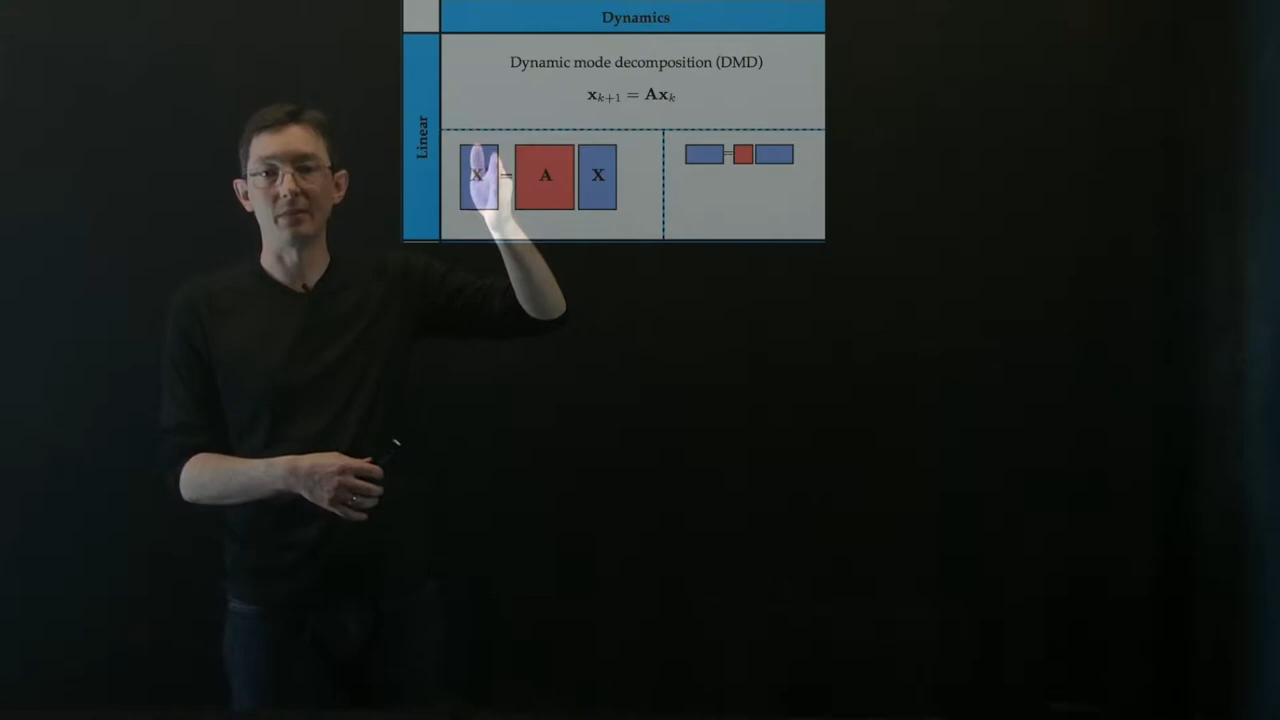 Dynamics
Linear
Dynamic mode decomposition (DMD)
x_{k+1} = Ax_k
X = A X
=